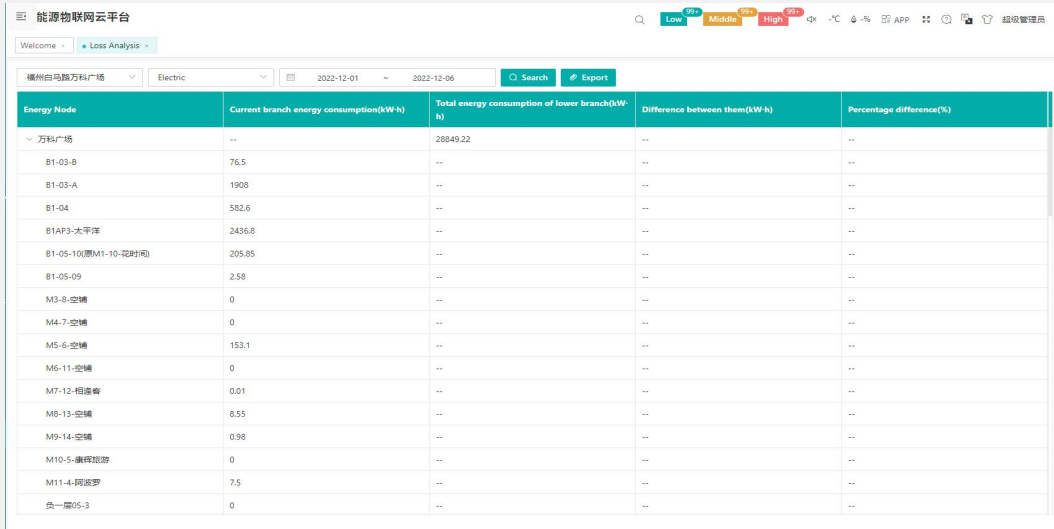 能源物联网云平台
Low 99+ Middle 99+ High 99+ -℃ -% APP 超级管理员
Welcome × Loss Analysis ×
福州白马路万科广场 Electric 2022-12-01 ~ 2022-12-06 Search Export
Energy Node Current branch energy consumption(kW·h) Total energy consumption of lower branch(kW·h) Difference between them(kW·h) Percentage difference(%)
万科广场 -- 28849.22 -- --
B1-03-B 76.5 -- -- --
B1-03-A 1908 -- -- --
B1-04 582.6 -- -- --
B1AP3-太平洋 2436.8 -- -- --
B1-05-10(原M1-10-花时间) 205.85 -- -- --
B1-05-09 2.58 -- -- --
M3-8-空铺 0 -- -- --
M4-7-空铺 0 -- -- --
M5-6-空铺 153.1 -- -- --
M6-11-空铺 0 -- -- --
M7-12-相逢春 0.01 -- -- --
M8-13-空铺 8.55 -- -- --
M9-14-空铺 0.98 -- -- --
M10-5-康辉旅游 0 -- -- --
M11-4-阿波罗 7.5 -- -- --
负一层05-3 0 -- -- --